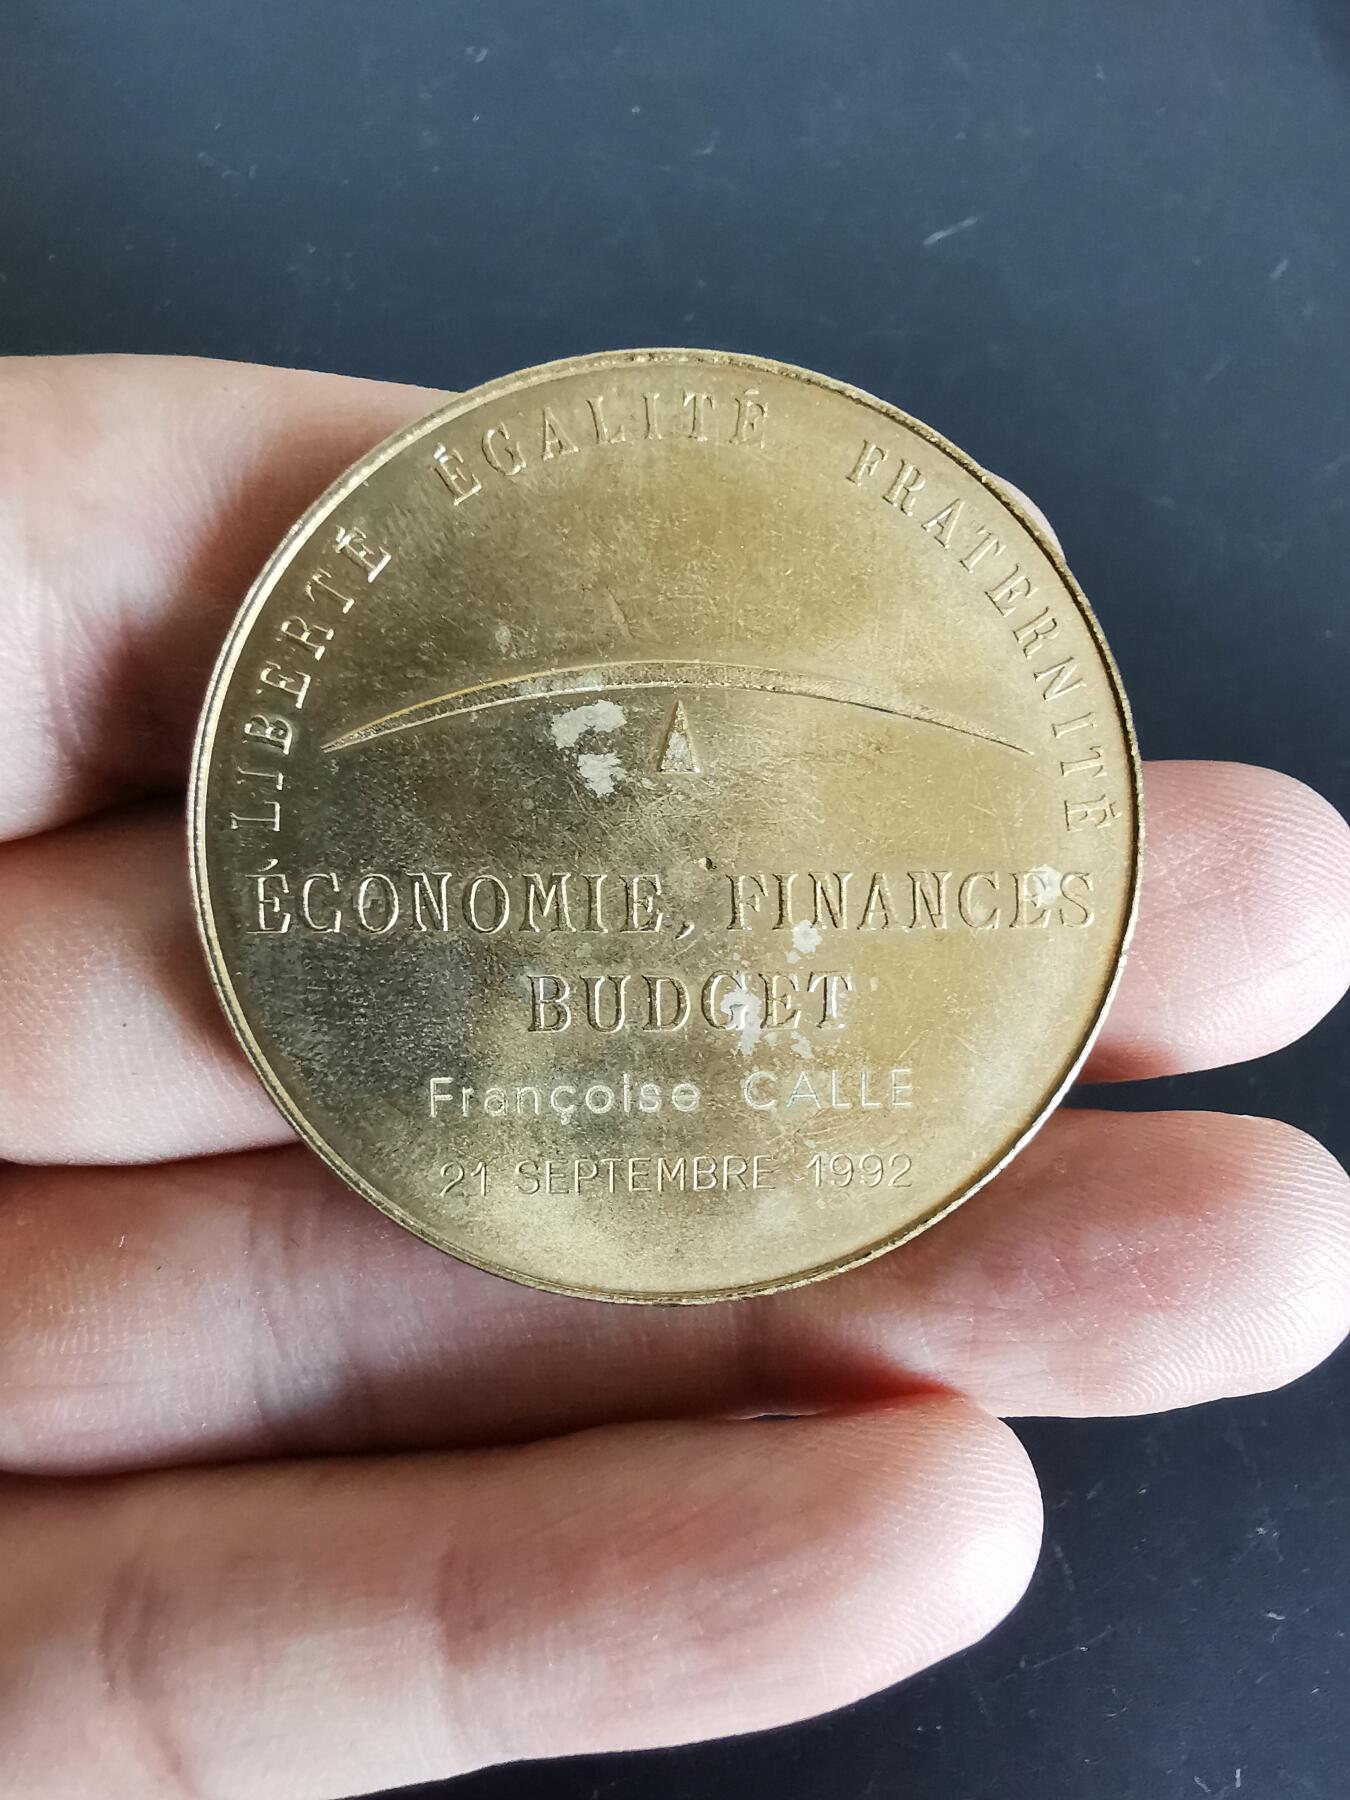 LIBERTÉ ÉGALITÉ FRATERNITÉ
ÉCONOMIE, FINANCES
BUDGET
Françoise CALLE
21 SEPTEMBRE 1992